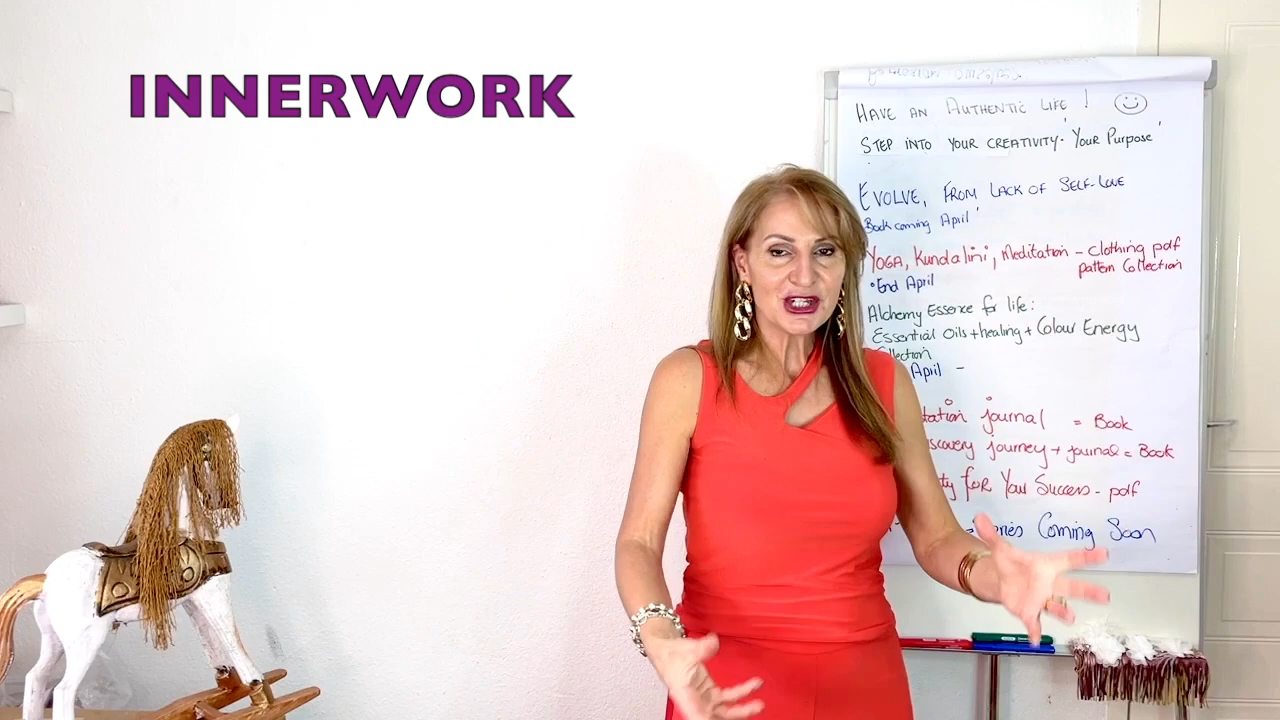 INNERWORK
HAVE AN AUTHENTIC LIFE !
STEP INTO YOUR CREATIVITY. 'Your Purpose'
EVOLVE, FROM LACK OF SELF-LOVE
Book coming April
YOGA, Kundalini, Meditation - Clothing pdf
pattern Collection
• End April
Alchemy Essence for life:
Essential Oils + healing + Colour Energy
April -
journal = Book
journey + journal = Book
FOR Your Success - pdf
Coming Soon